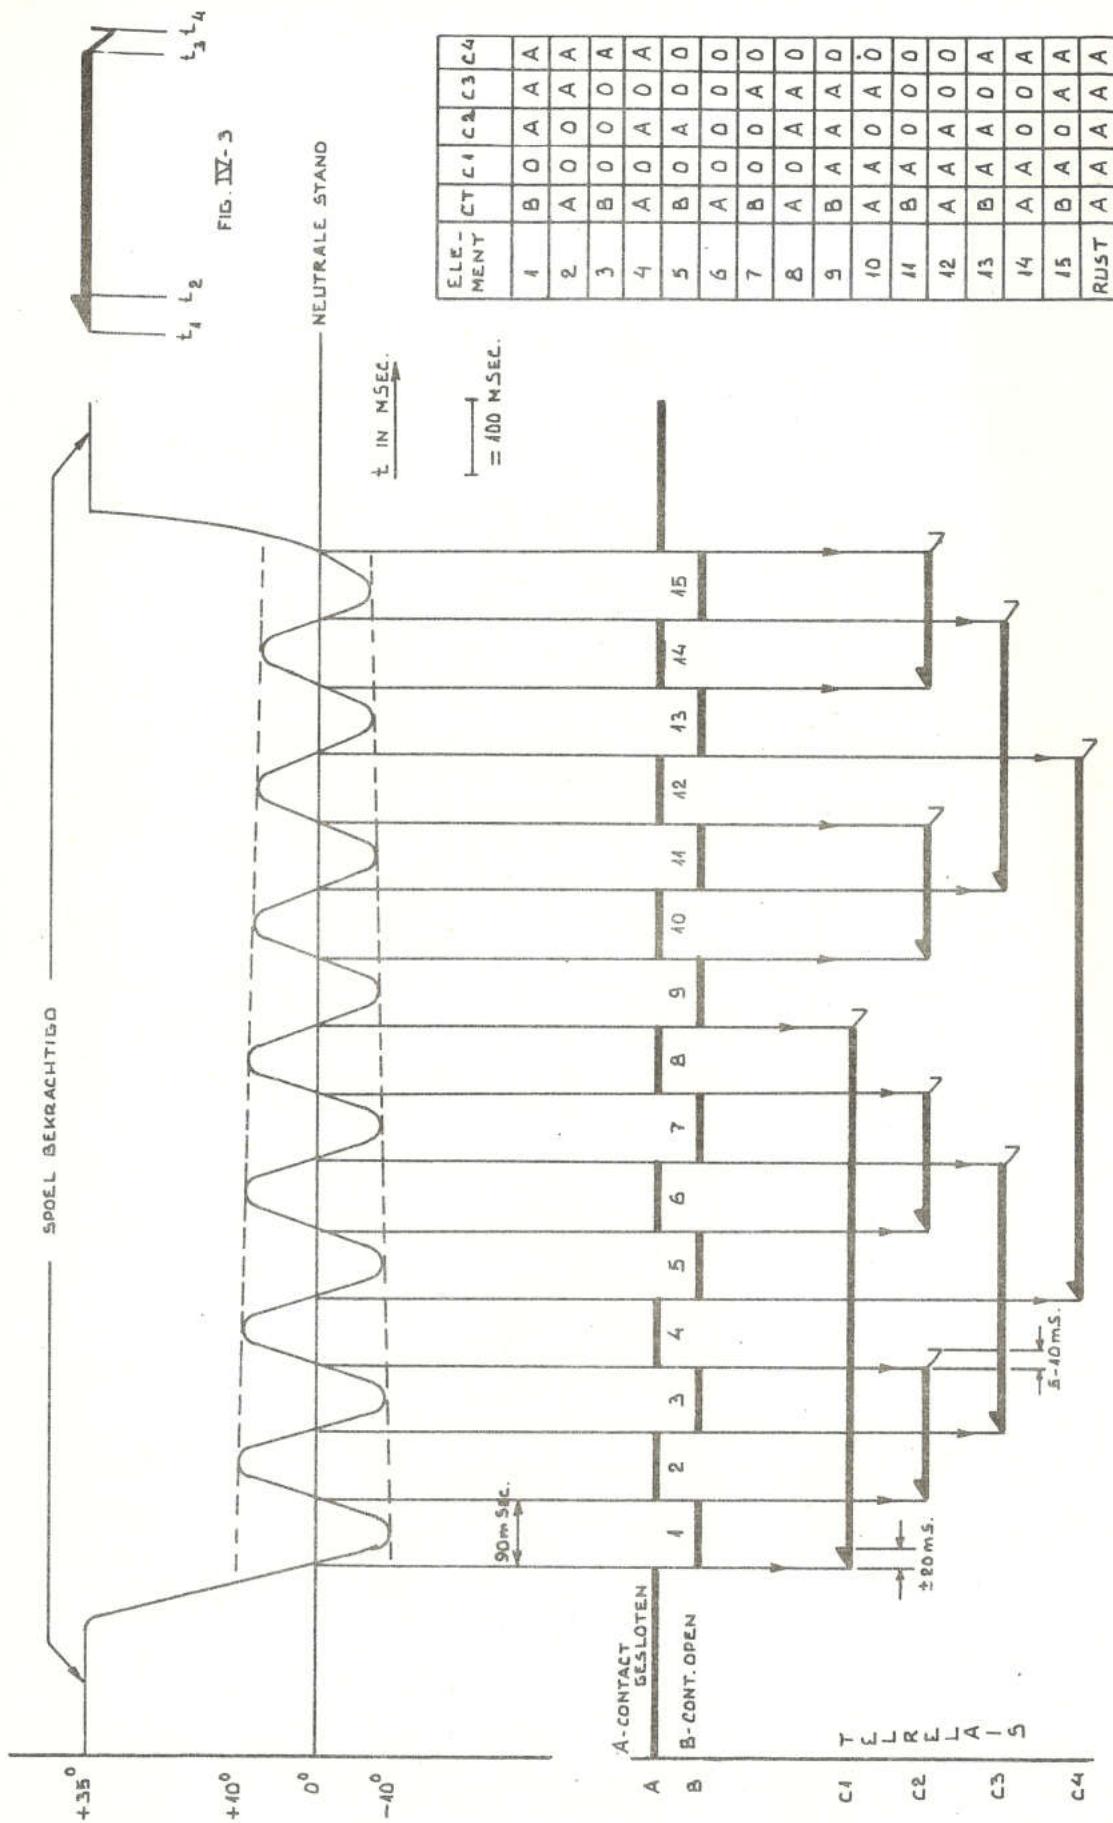 SPOEL BEKRACHTIGD
+35°
+10°
0°
-10°
NEUTRALE STAND
t1 t2
t3 t4
FIG. IV-3
t IN MSEC.
= 100 MSEC.
90m SEC.
A-CONTACT
GESLOTEN
B-CONT. OPEN
A
B
1 2 3 4 5 6 7 8 9 10 11 12 13 14 15
TELRELAIS
C1
C2
C3
C4
±20ms.
5-10ms.
ELE-
MENT CT C1 C2 C3 C4
1 B O A A A
2 A O O A A
3 B O O O A
4 A O A O A
5 B O A O O
6 A O O O O
7 B O O A O
8 A O A A O
9 B A A A O
10 A A O A O
11 B A O O O
12 A A A O O
13 B A A O A
14 A A O O A
15 B A O A A
RUST A A A A A